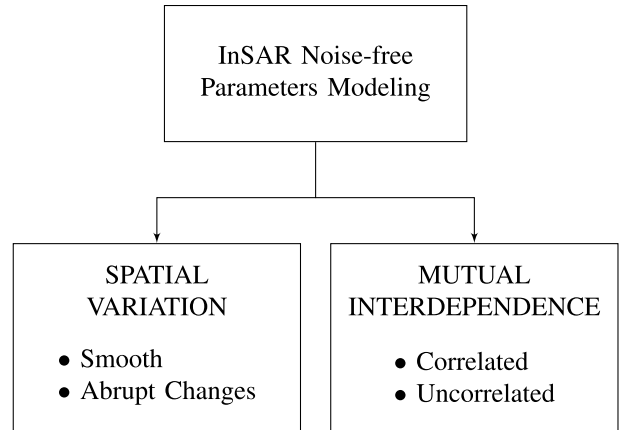 InSAR Noise-free
Parameters Modeling
SPATIAL
VARIATION
• Smooth
• Abrupt Changes
MUTUAL
INTERDEPENDENCE
• Correlated
• Uncorrelated